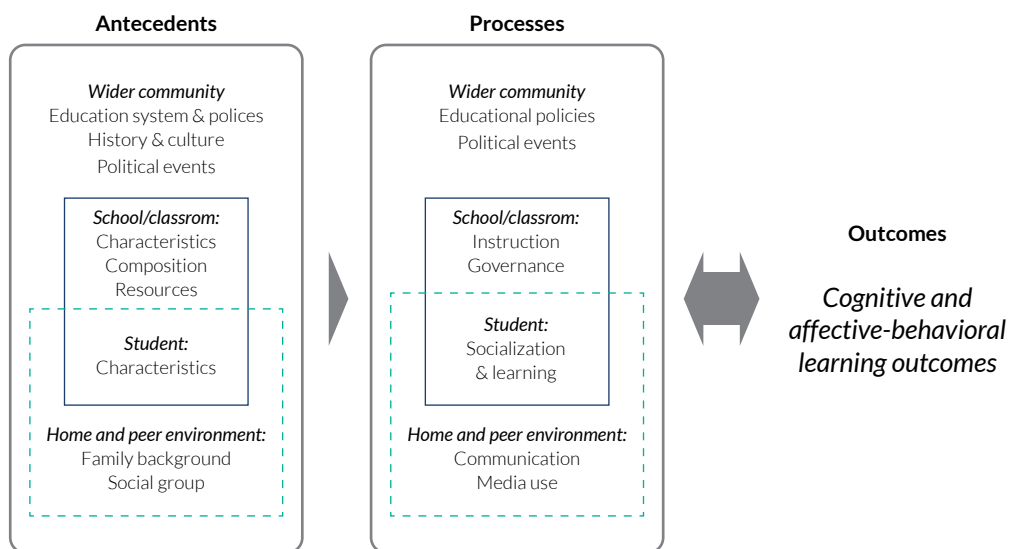 Antecedents
Wider community
Education system & polices
History & culture
Political events
School/classrom:
Characteristics
Composition
Resources
Student:
Characteristics
Home and peer environment:
Family background
Social group
Processes
Wider community
Educational policies
Political events
School/classrom:
Instruction
Governance
Student:
Socialization
& learning
Home and peer environment:
Communication
Media use
Outcomes
Cognitive and
affective-behavioral
learning outcomes